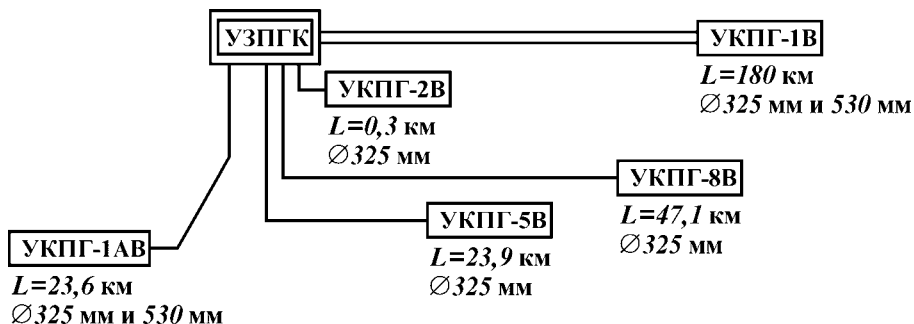 УЗПГК
УКПГ-1В
L=180 км
∅325 мм и 530 мм
УКПГ-2В
L=0,3 км
∅325 мм
УКПГ-8В
L=47,1 км
∅325 мм
УКПГ-5В
L=23,9 км
∅325 мм
УКПГ-1АВ
L=23,6 км
∅325 мм и 530 мм